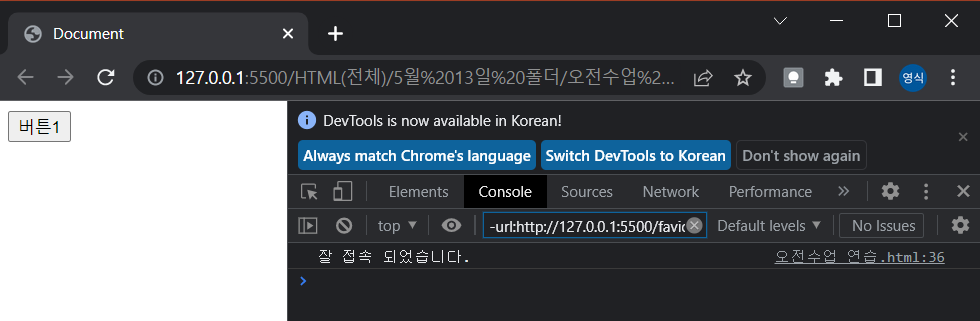 Document
127.0.0.1:5500/HTML(전체)/5월%2013일%20폴더/오전수업%2...
영식
버튼1
DevTools is now available in Korean!
Always match Chrome's language
Switch DevTools to Korean
Don't show again
Elements Console Sources Network Performance
top
-url:http://127.0.0.1:5500/favic
Default levels
No Issues
잘 접속 되었습니다.
오전수업 연습.html:36